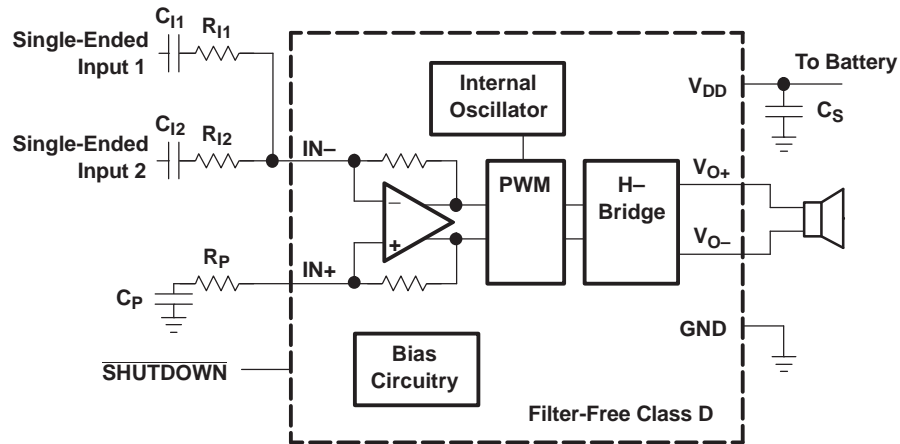 C_I1
R_I1
Single-Ended
Input 1
C_I2
R_I2
Single-Ended
Input 2
IN–
R_P
IN+
C_P
SHUTDOWN
Internal
Oscillator
–
+
PWM
H–
Bridge
Bias
Circuitry
Filter-Free Class D
V_DD
To Battery
C_S
V_O+
V_O–
GND